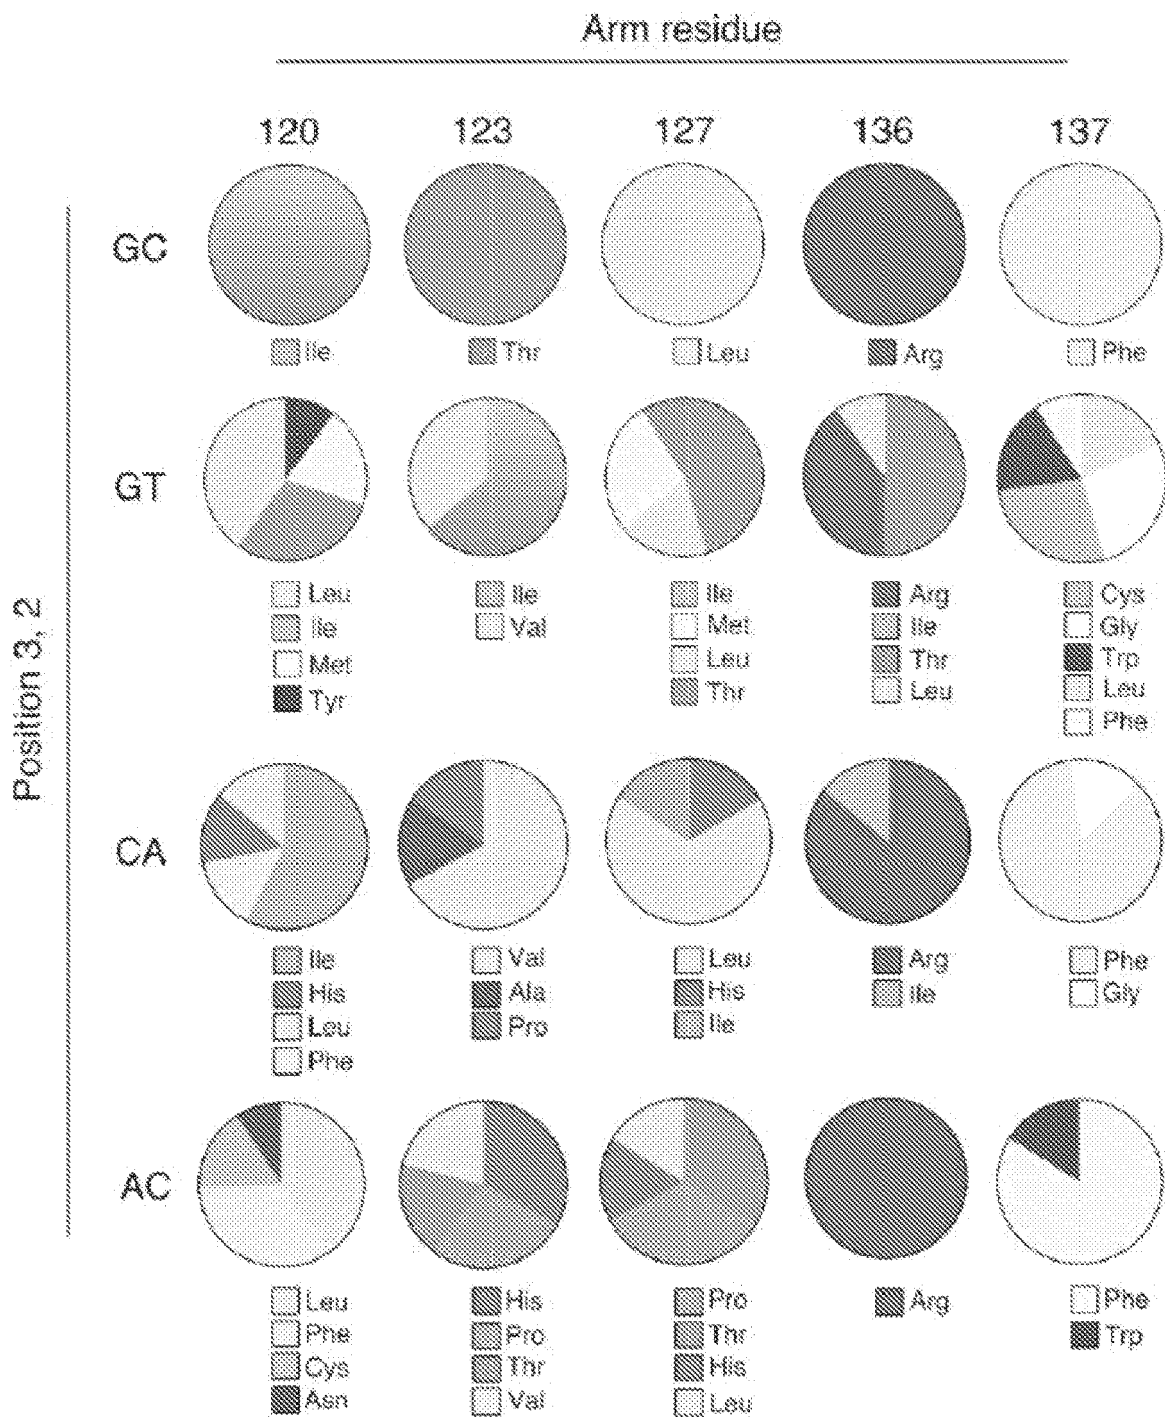 Arm residue
120 123 127 136 137
GC
Ile Thr Leu Arg Phe
GT
Leu Ile Ile Arg Cys
Ile Val Met Ile Gly
Met Leu Thr Trp
Tyr Thr Leu Leu
Phe
Position 3, 2
CA
Ile Val Leu Arg Phe
His Ala His Ile Gly
Leu Pro Ile
Phe
AC
Leu His Pro Arg Phe
Phe Pro Thr Trp
Cys Thr His
Asn Val Leu